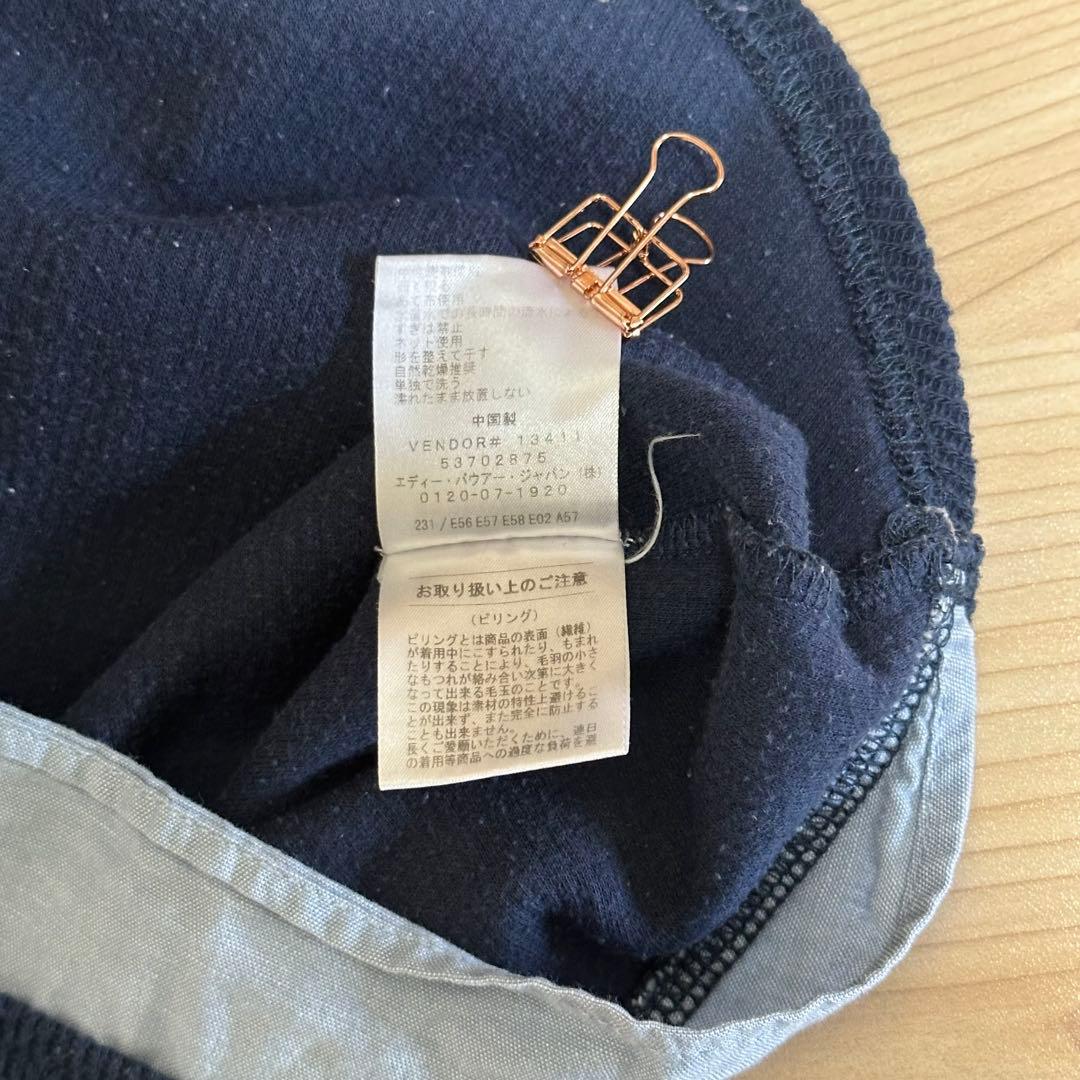 弱く絞る
あて布使用
すぎは禁止
ネット使用
形を整えて干す
自然乾燥推奨
単独で洗う
濡れたまま放置しない
中国製
VENDOR# 13411
53702875
エディー・バウアー・ジャパン(株)
0120-07-1920
231 / E56 E57 E58 E02 A57
お取り扱い上のご注意
(ピリング)
ピリングとは商品の表面(繊維)
が着用中にこすられたり、もまれ
たりすることにより、毛羽の小さ
なもつれが絡み合い次第に大きく
なって出来る毛玉のことです。
この現象は素材の特性上避けるこ
とが出来ず、また完全に防止する
ことも出来ません。
長くご愛顧いただくために、連日
の着用等商品への過度な負荷を避